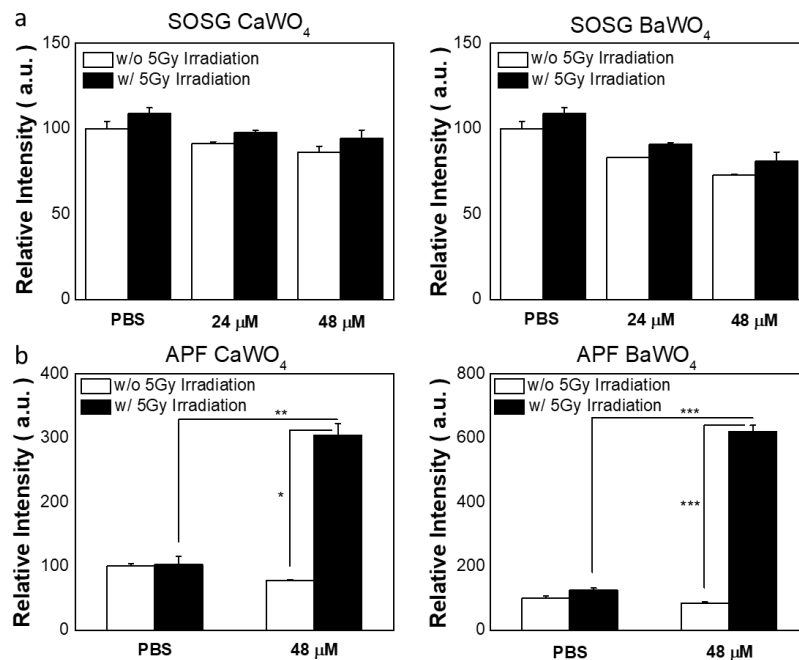 a
SOSG CaWO₄
150
100
50
0
Relative Intensity ( a.u. )
w/o 5Gy Irradiation
w/ 5Gy Irradiation
PBS 24 μM 48 μM
SOSG BaWO₄
150
100
50
0
Relative Intensity ( a.u. )
w/o 5Gy Irradiation
w/ 5Gy Irradiation
PBS 24 μM 48 μM
b
APF CaWO₄
400
300
200
100
0
Relative Intensity ( a.u. )
w/o 5Gy Irradiation
w/ 5Gy Irradiation
**
*
PBS 48 μM
APF BaWO₄
800
600
400
200
0
Relative Intensity ( a.u. )
w/o 5Gy Irradiation
w/ 5Gy Irradiation
***
***
PBS 48 μM